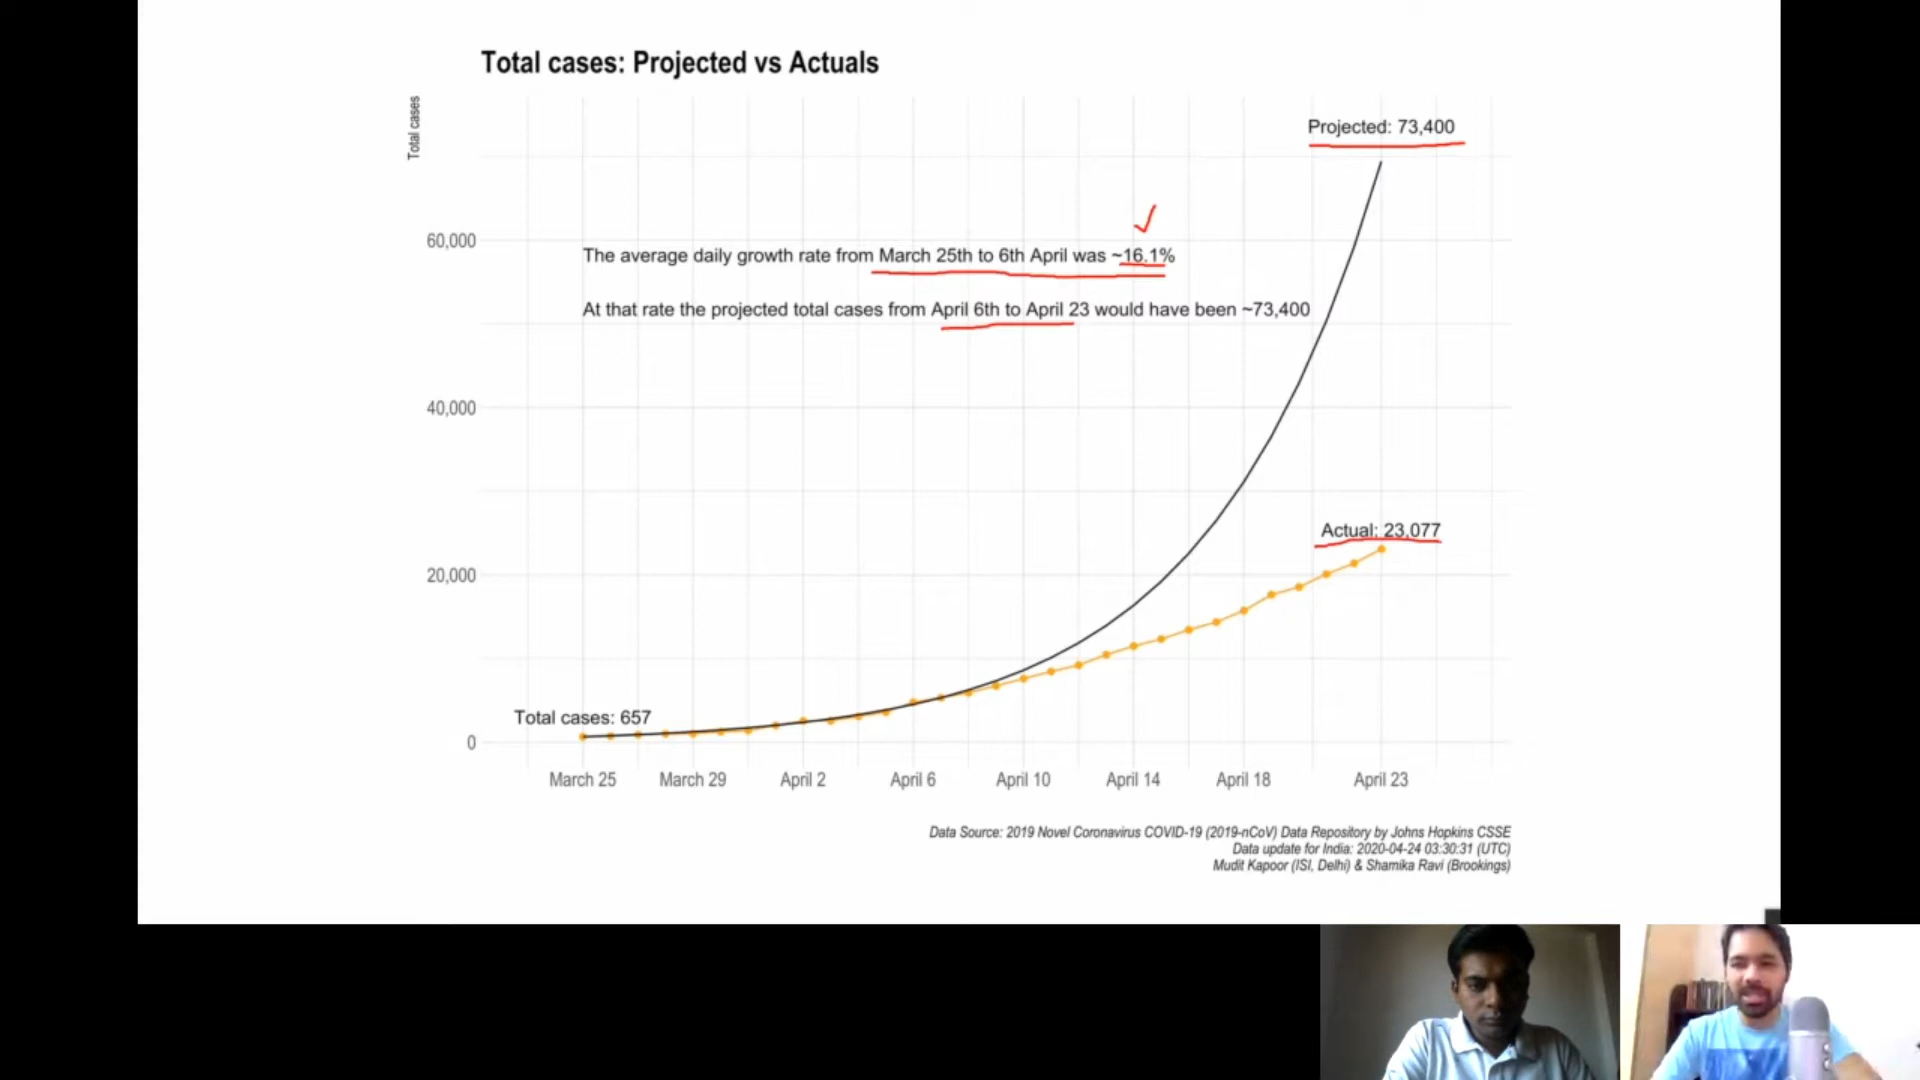 Total cases: Projected vs Actuals
Total cases
Projected: 73,400
60,000
The average daily growth rate from March 25th to 6th April was ~16.1%
At that rate the projected total cases from April 6th to April 23 would have been ~73,400
40,000
Actual: 23,077
20,000
Total cases: 657
0
March 25 March 29 April 2 April 6 April 10 April 14 April 18 April 23
Data Source: 2019 Novel Coronavirus COVID-19 (2019-nCoV) Data Repository by Johns Hopkins CSSE
Data update for India: 2020-04-24 03:30:31 (UTC)
Mudit Kapoor (ISI, Delhi) & Shamika Ravi (Brookings)